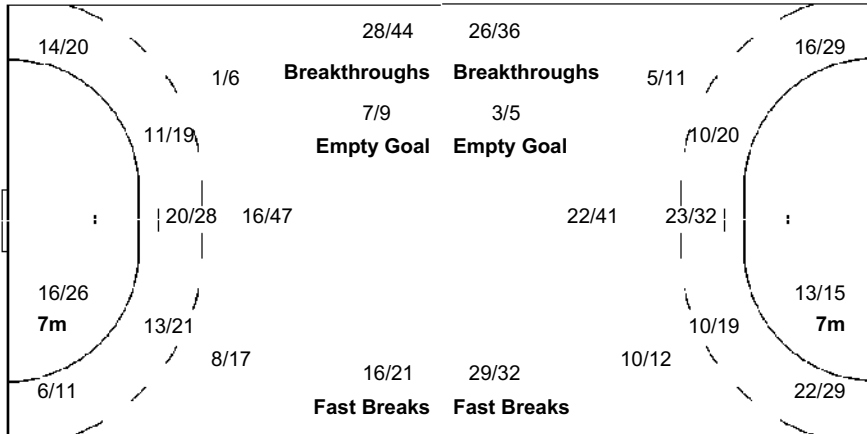 28/44 26/36
14/20 16/29
Breakthroughs Breakthroughs
1/6 5/11
7/9 3/5
11/19 10/20
Empty Goal Empty Goal
20/28 16/47 22/41 23/32
16/26 13/15
7m 13/21 10/19 7m
8/17 10/12
16/21 29/32
6/11 22/29
Fast Breaks Fast Breaks